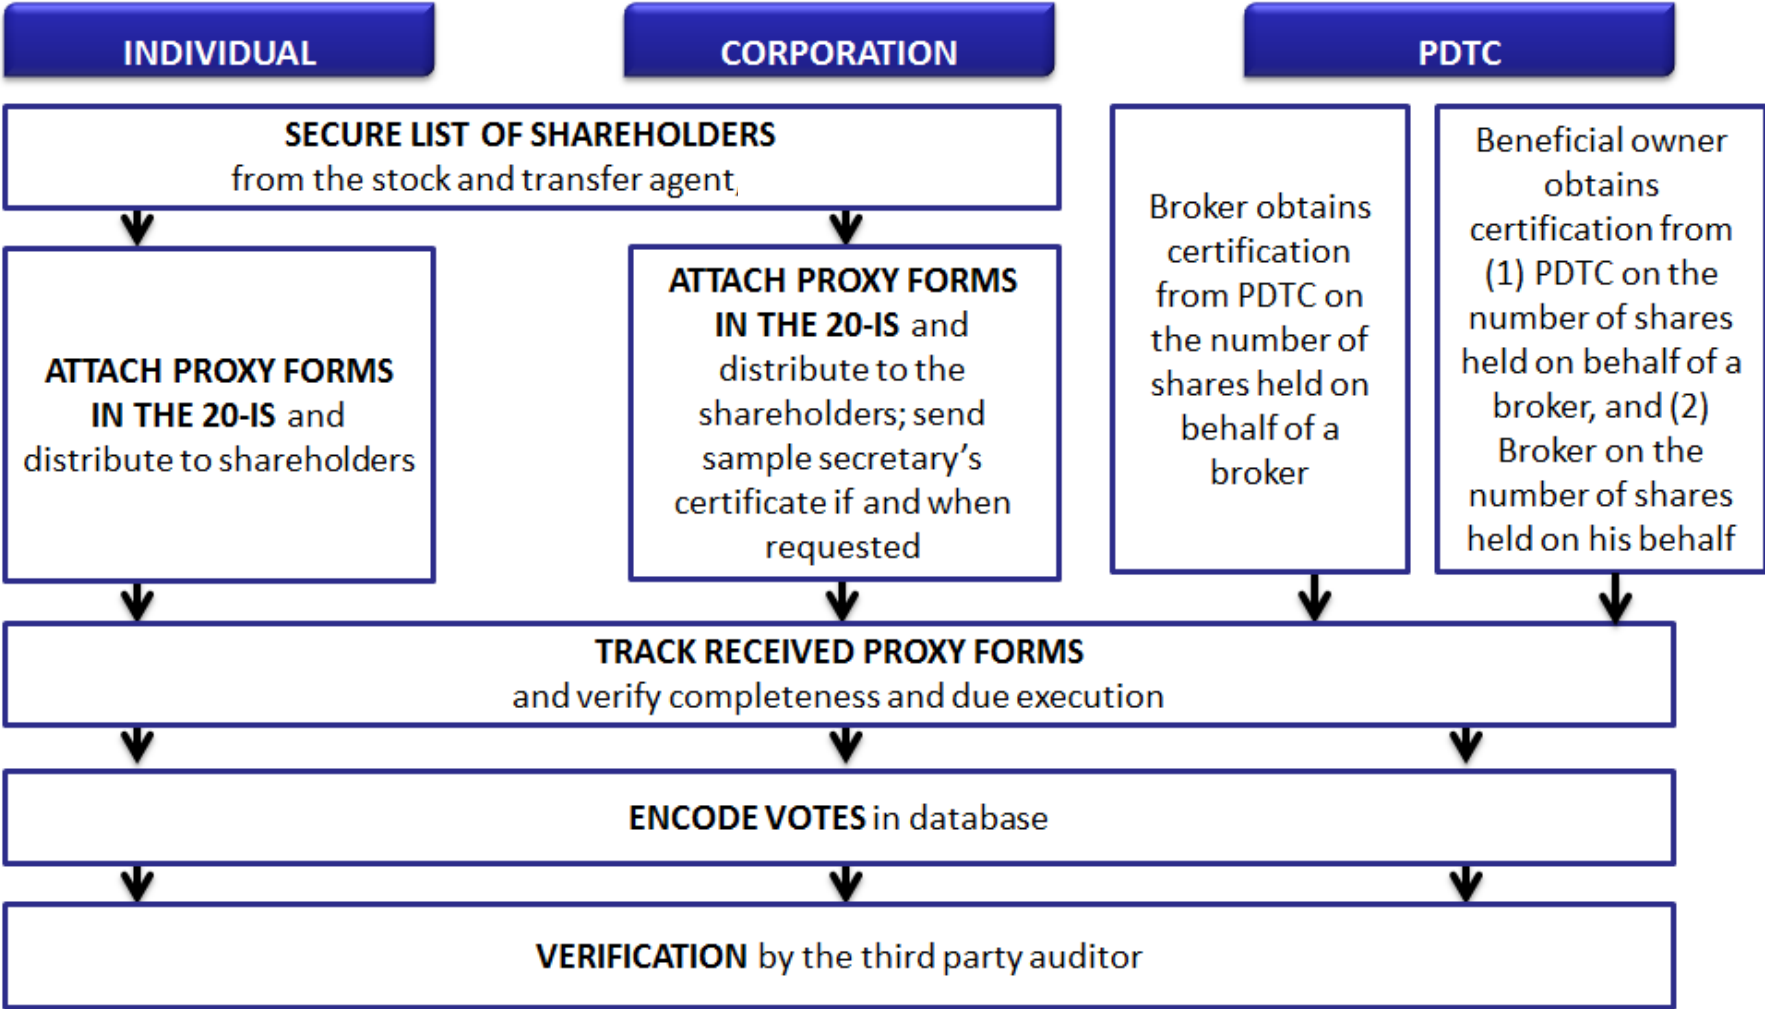 INDIVIDUAL
CORPORATION
PDTC
SECURE LIST OF SHAREHOLDERS
from the stock and transfer agent,
ATTACH PROXY FORMS
IN THE 20-IS and
distribute to shareholders
ATTACH PROXY FORMS
IN THE 20-IS and
distribute to the
shareholders; send
sample secretary's
certificate if and when
requested
Broker obtains
certification
from PDTC on
the number of
shares held on
behalf of a
broker
Beneficial owner
obtains
certification from
(1) PDTC on the
number of shares
held on behalf of a
broker, and (2)
Broker on the
number of shares
held on his behalf
TRACK RECEIVED PROXY FORMS
and verify completeness and due execution
ENCODE VOTES in database
VERIFICATION by the third party auditor